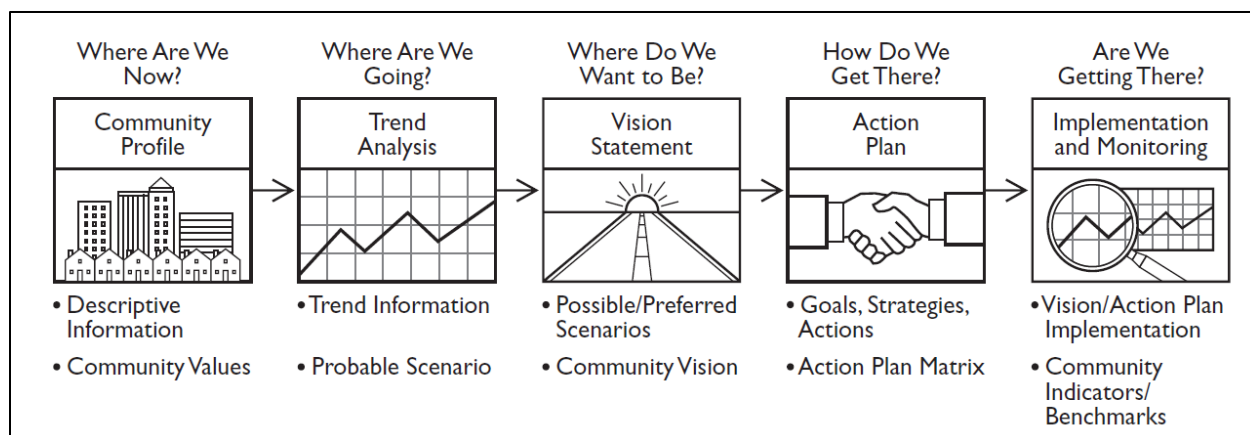 Where Are We
Now?
Community
Profile
• Descriptive
Information
• Community Values
Where Are We
Going?
Trend
Analysis
• Trend Information
• Probable Scenario
Where Do We
Want to Be?
Vision
Statement
• Possible/Preferred
Scenarios
• Community Vision
How Do We
Get There?
Action
Plan
• Goals, Strategies,
Actions
• Action Plan Matrix
Are We
Getting There?
Implementation
and Monitoring
• Vision/Action Plan
Implementation
• Community
Indicators/
Benchmarks